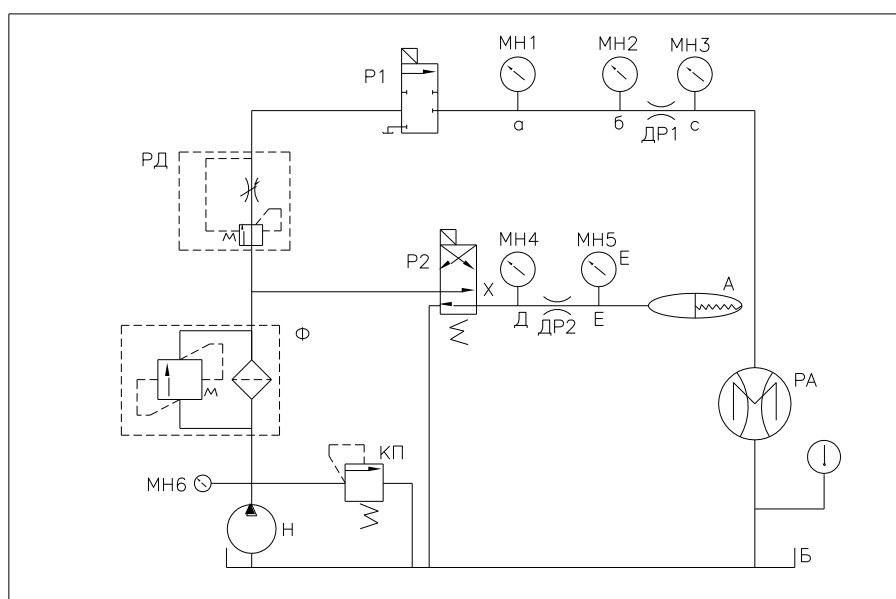 МН1
МН2
МН3
Р1
а
б
ДР1
с
РД
МН4
МН5
Р2
Е
Х
А
Д
ДР2
Е
Ф
РА
КП
МН6
Н
Б